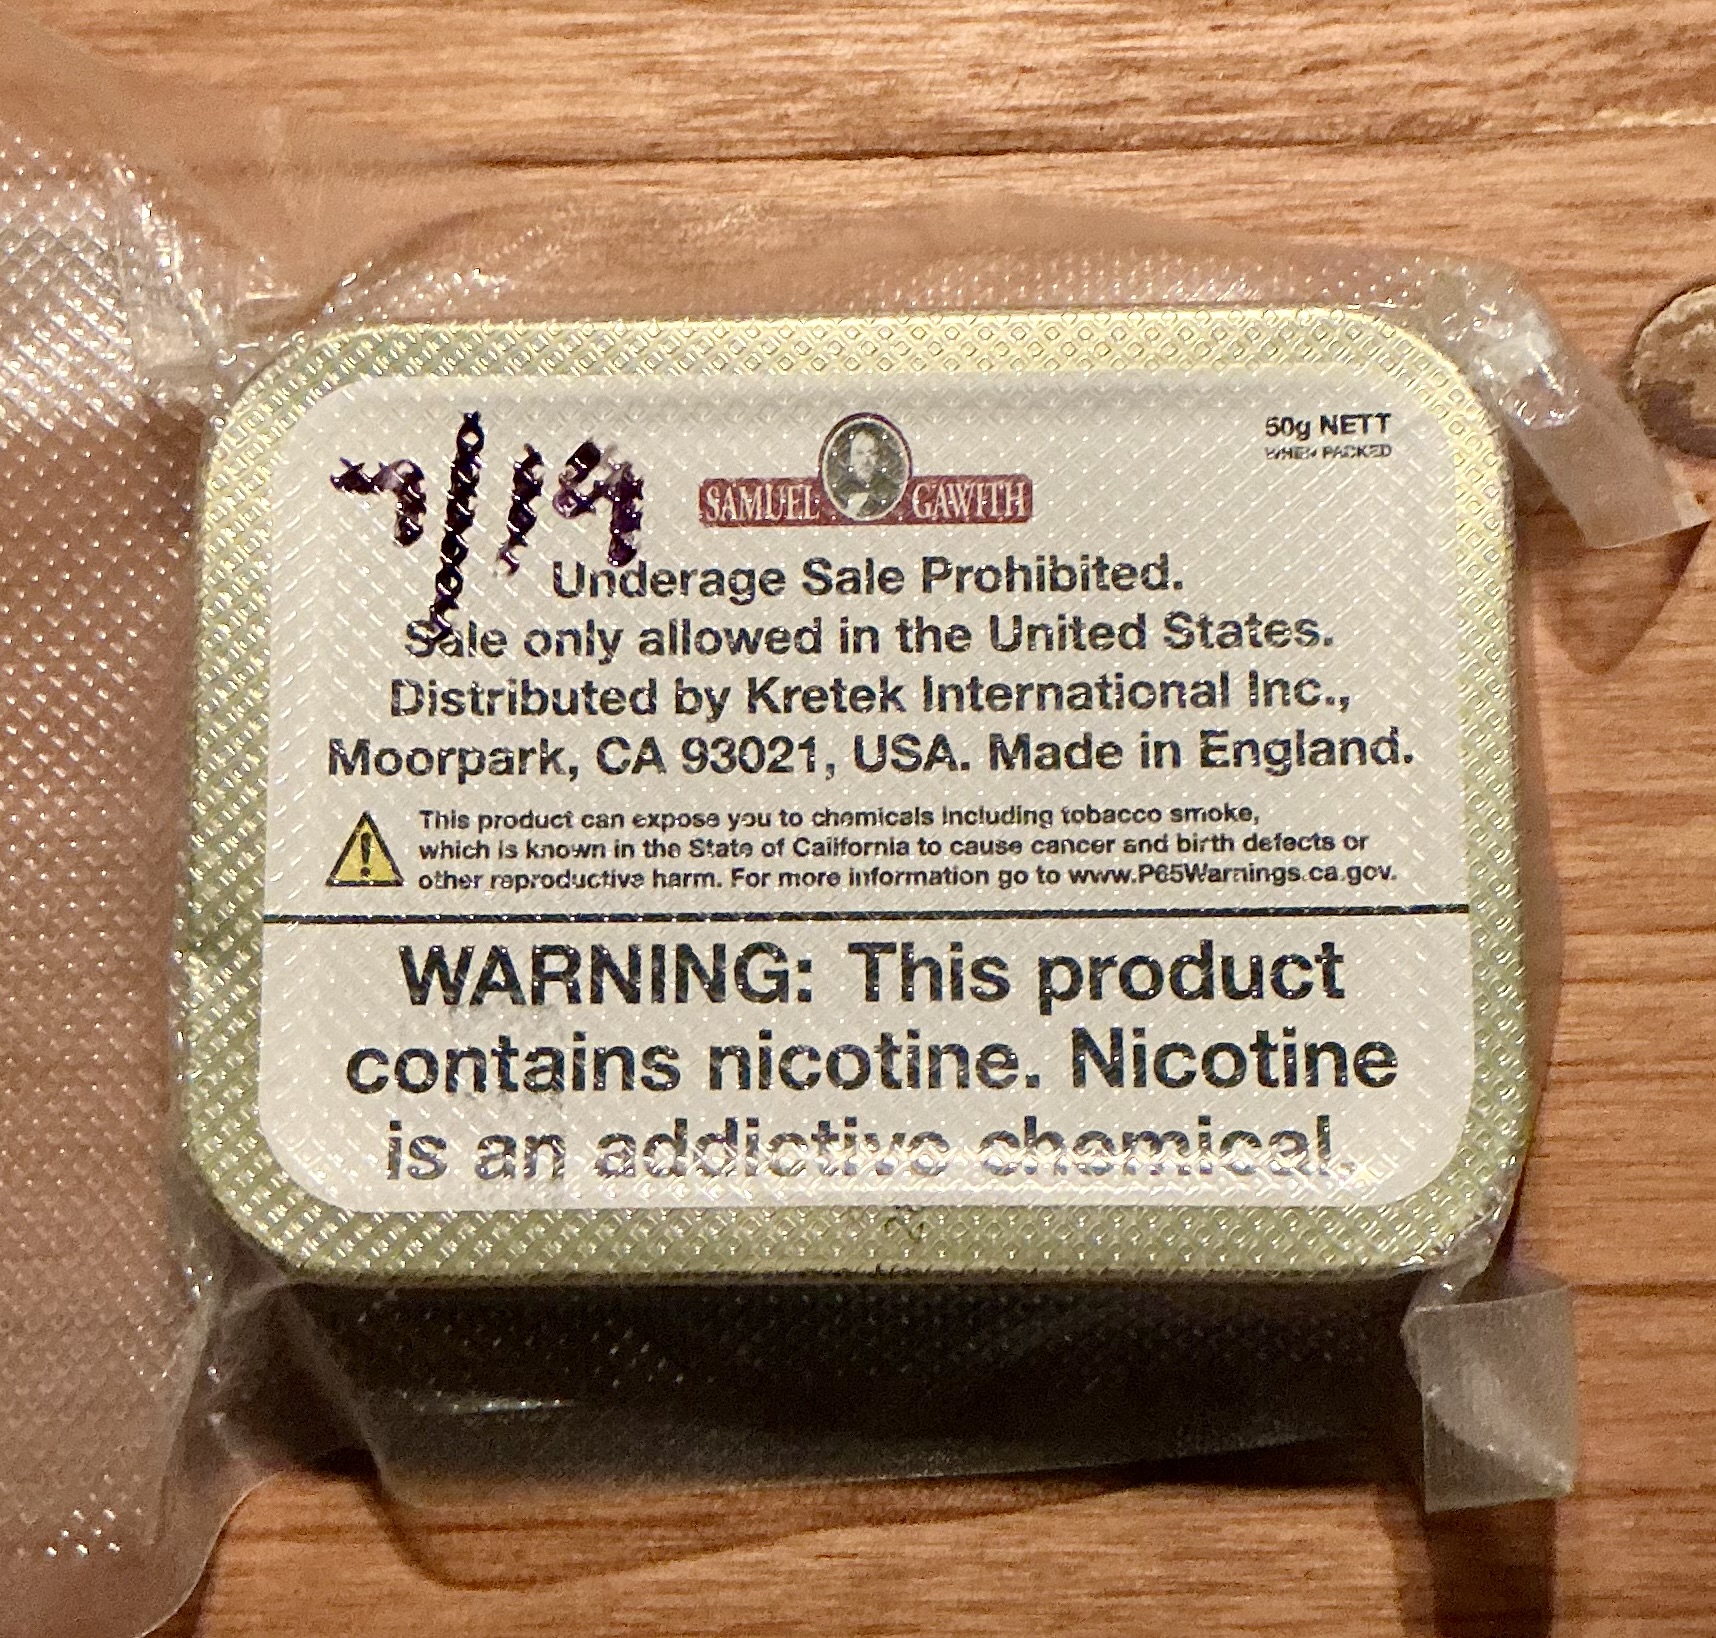 7/19
SAMUEL GAWITH
50g NETT
WHEN PACKED
Underage Sale Prohibited.
Sale only allowed in the United States.
Distributed by Kretek International Inc.,
Moorpark, CA 93021, USA. Made in England.
This product can expose you to chemicals including tobacco smoke,
which is known in the State of California to cause cancer and birth defects or
other reproductive harm. For more information go to www.P65Warnings.ca.gov.
WARNING: This product
contains nicotine. Nicotine
is an addictive chemical.